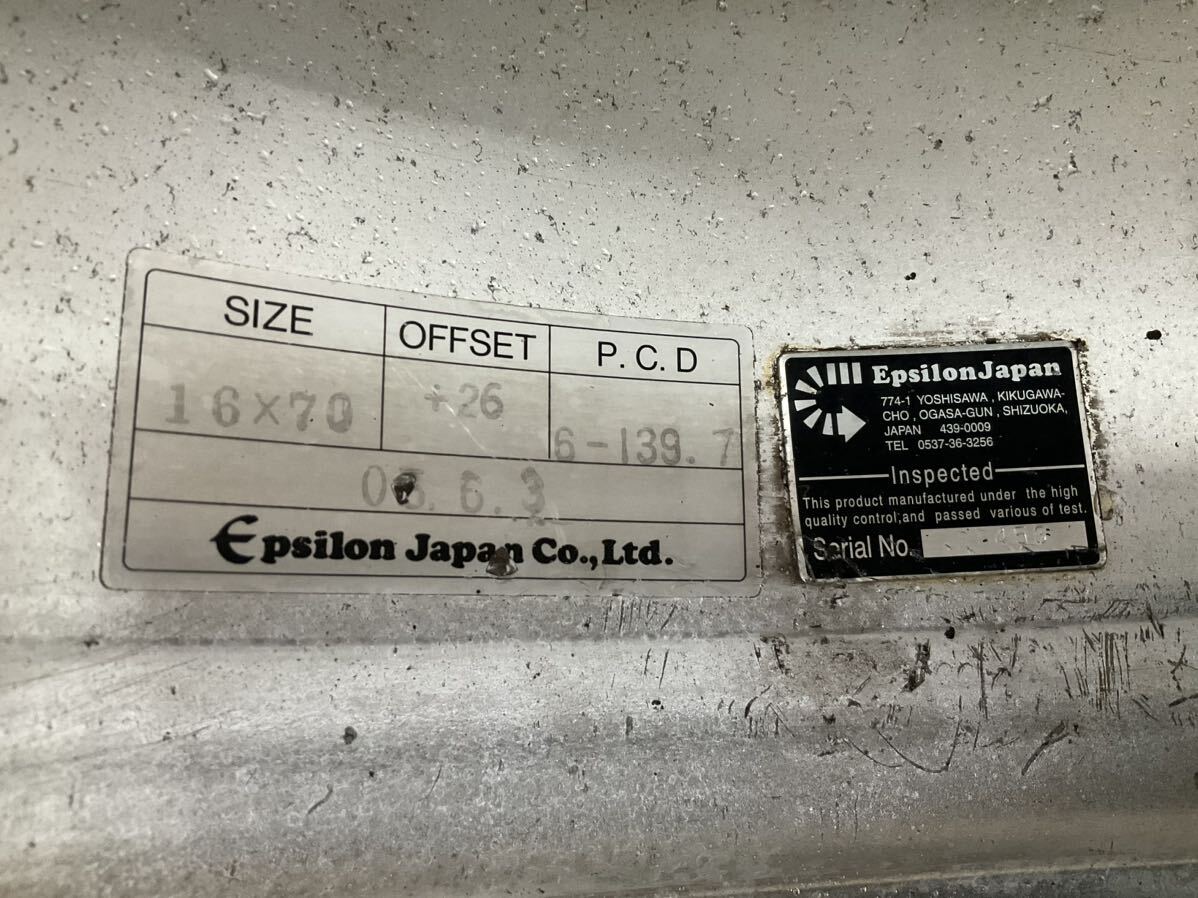 SIZE OFFSET P.C.D
16×70 +26 6-139.7
Epsilon Japan Co.,Ltd.
EpsilonJapan
774-1 YOSHISAWA , KIKUGAWA-
CHO , OGASA-GUN , SHIZUOKA,
JAPAN 439-0009
TEL 0537-36-3256
Inspected
This product manufactured under the high
quality control,and passed various of test.
Serial No.